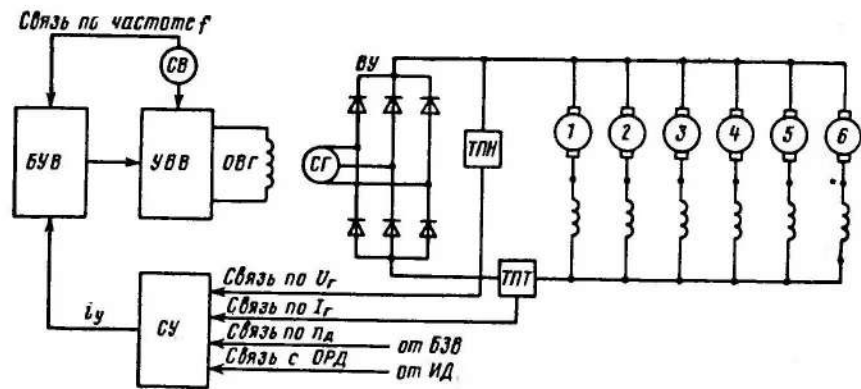 Связь по частоте f
СВ
БУВ
УВВ
ОВГ
ВУ
СГ
ТПН
ТПТ
1
2
3
4
5
6
Связь по Uг
Связь по Iг
Связь по nд
от БЗВ
Связь с ОРД
от ИД
iу
СУ